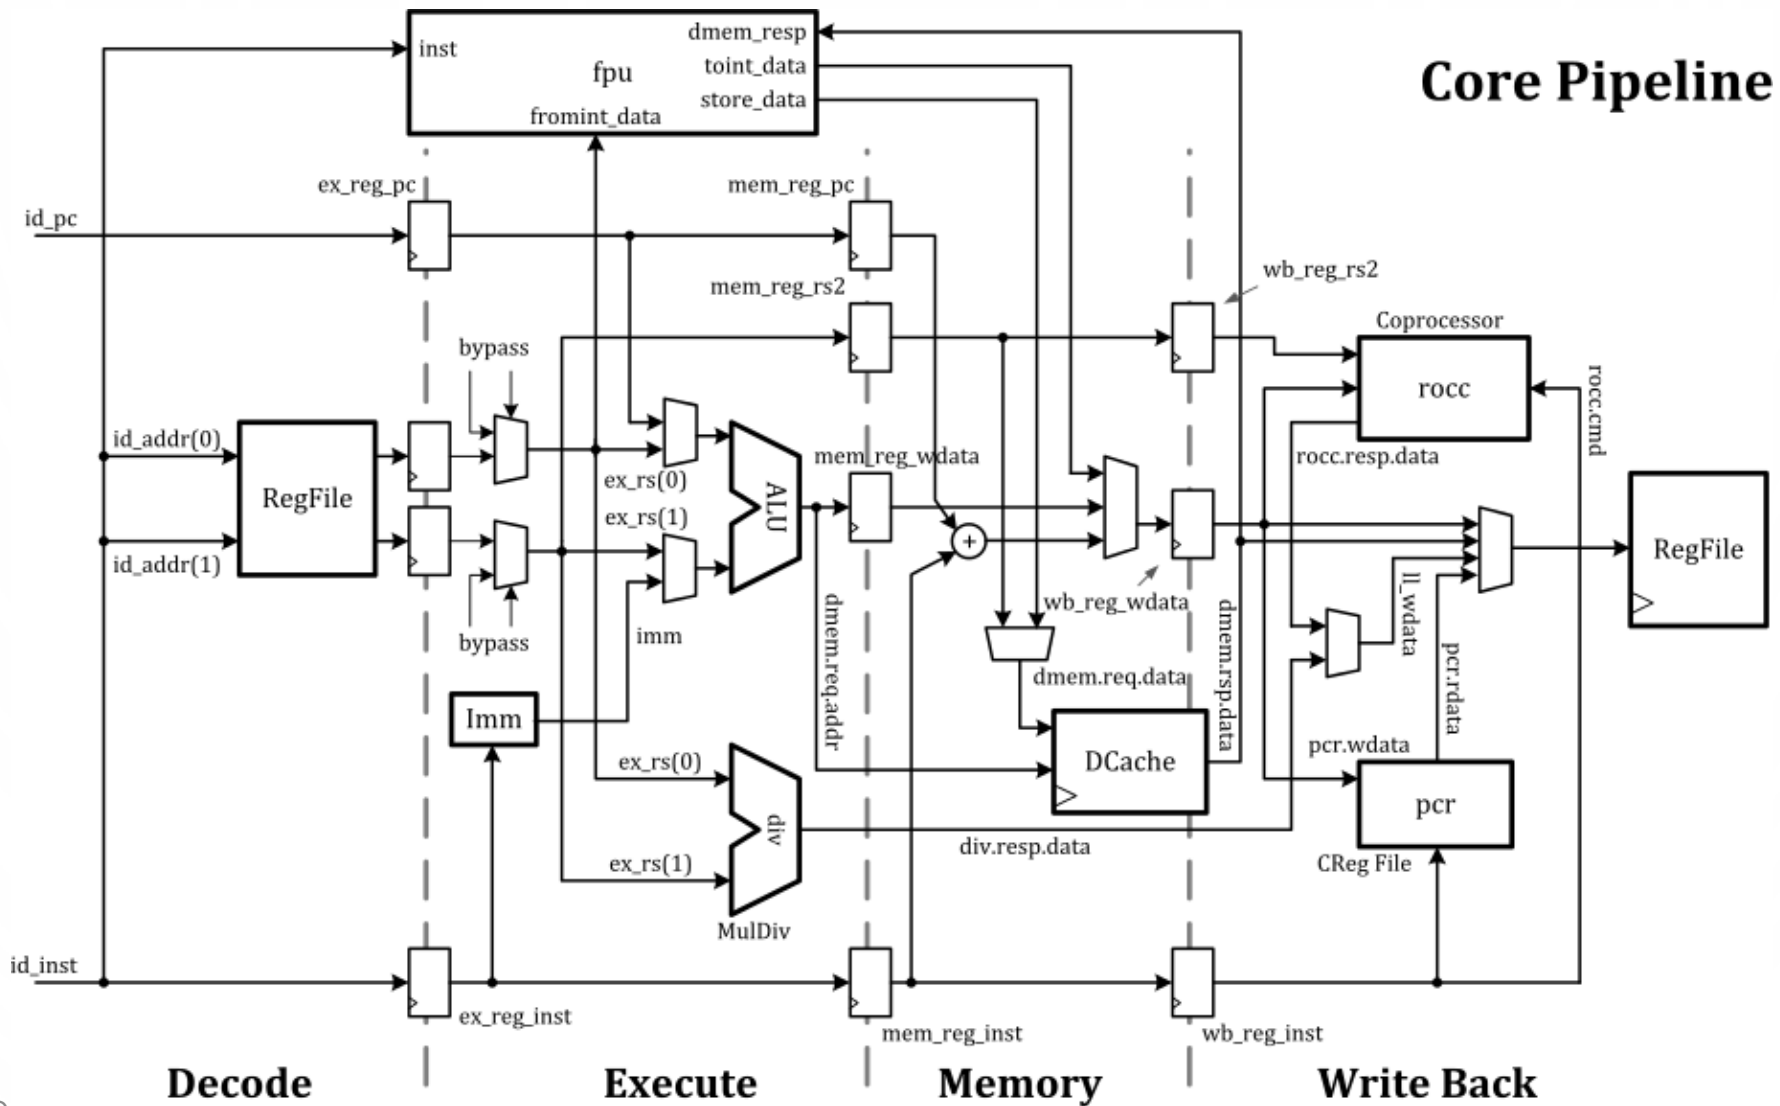 Core Pipeline
inst
fpu
dmem_resp
toint_data
store_data
fromint_data
id_pc
ex_reg_pc
mem_reg_pc
mem_reg_rs2
wb_reg_rs2
Coprocessor
rocc
rocc.cmd
rocc.resp.data
bypass
id_addr(0)
RegFile
id_addr(1)
ex_rs(0)
ex_rs(1)
ALU
mem_reg_wdata
+
wb_reg_wdata
RegFile
bypass
imm
Imm
dmem.req.addr
dmem.req.data
dmem.rsp.data
ll_wdata
pcr.rdata
DCache
pcr.wdata
pcr
CReg File
ex_rs(0)
div
ex_rs(1)
MulDiv
div.resp.data
id_inst
ex_reg_inst
mem_reg_inst
wb_reg_inst
Decode
Execute
Memory
Write Back